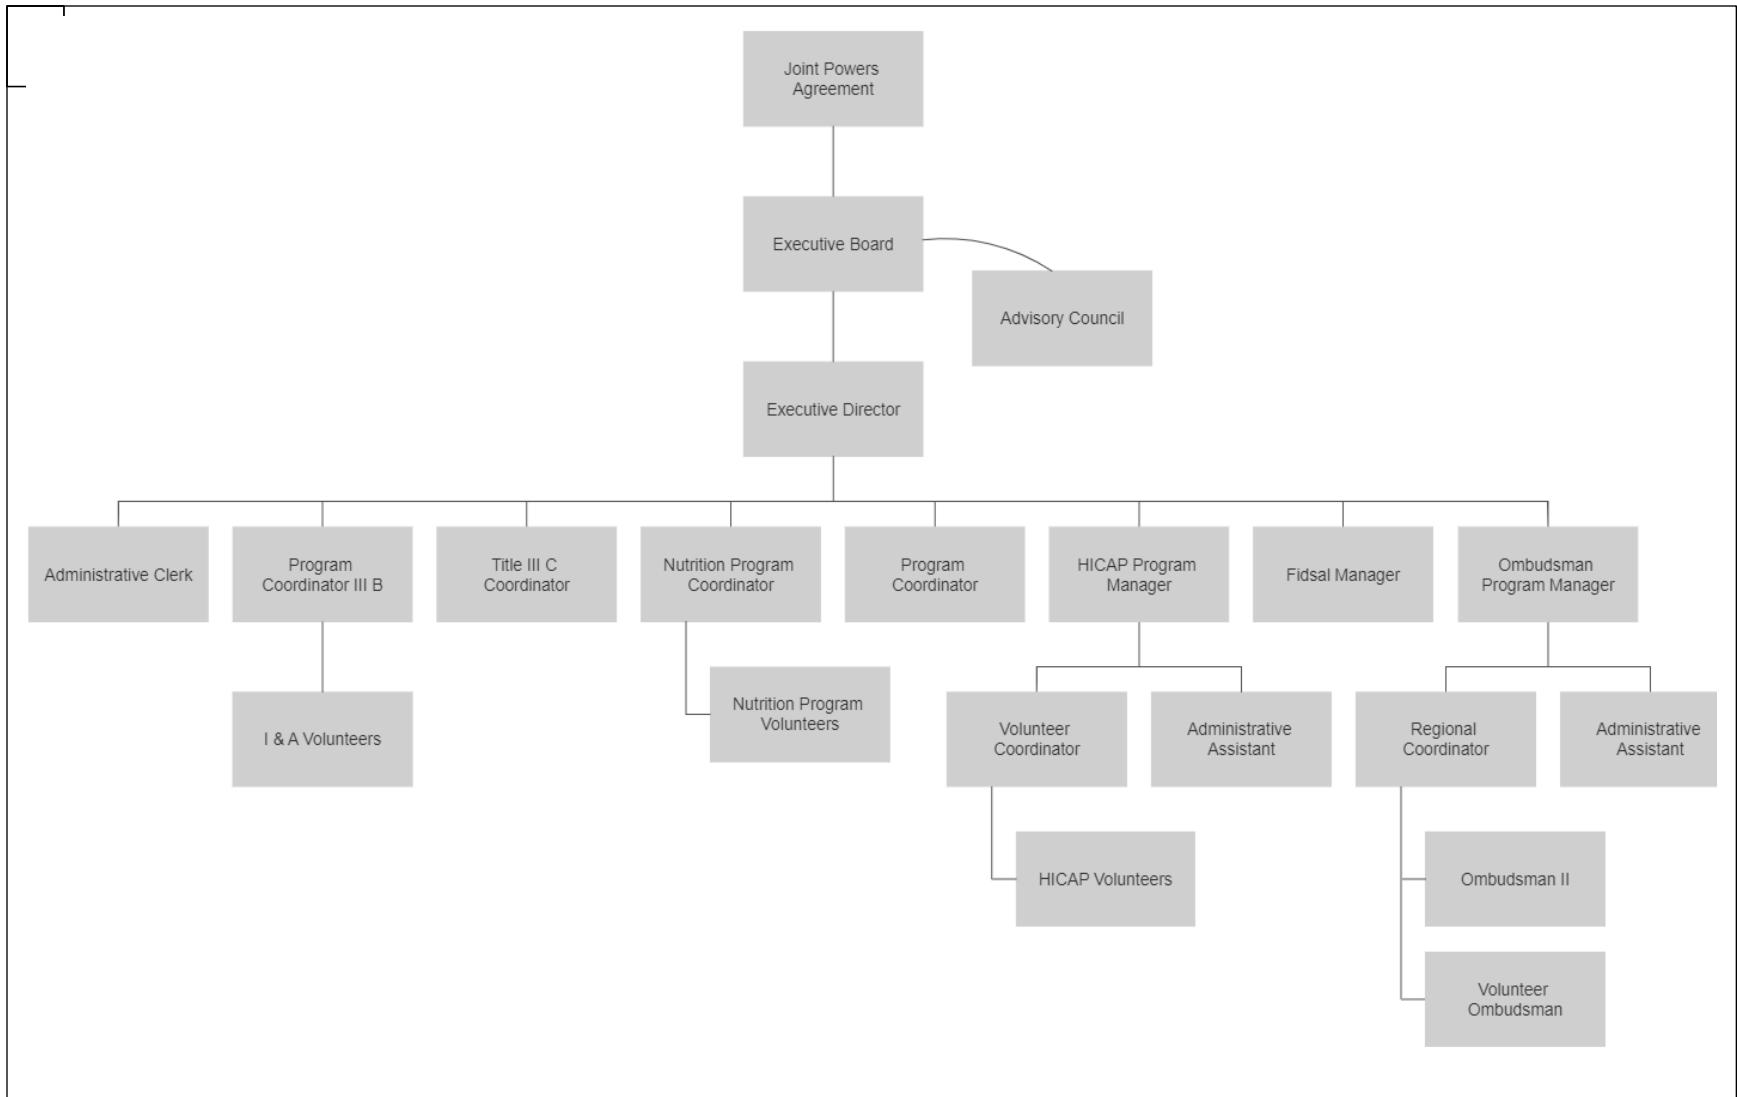 Joint Powers
Agreement
Executive Board
Advisory Council
Executive Director
Administrative Clerk
Program
Coordinator III B
Title III C
Coordinator
Nutrition Program
Coordinator
Program
Coordinator
HICAP Program
Manager
Fidsal Manager
Ombudsman
Program Manager
I & A Volunteers
Nutrition Program
Volunteers
Volunteer
Coordinator
Administrative
Assistant
Regional
Coordinator
Administrative
Assistant
HICAP Volunteers
Ombudsman II
Volunteer
Ombudsman